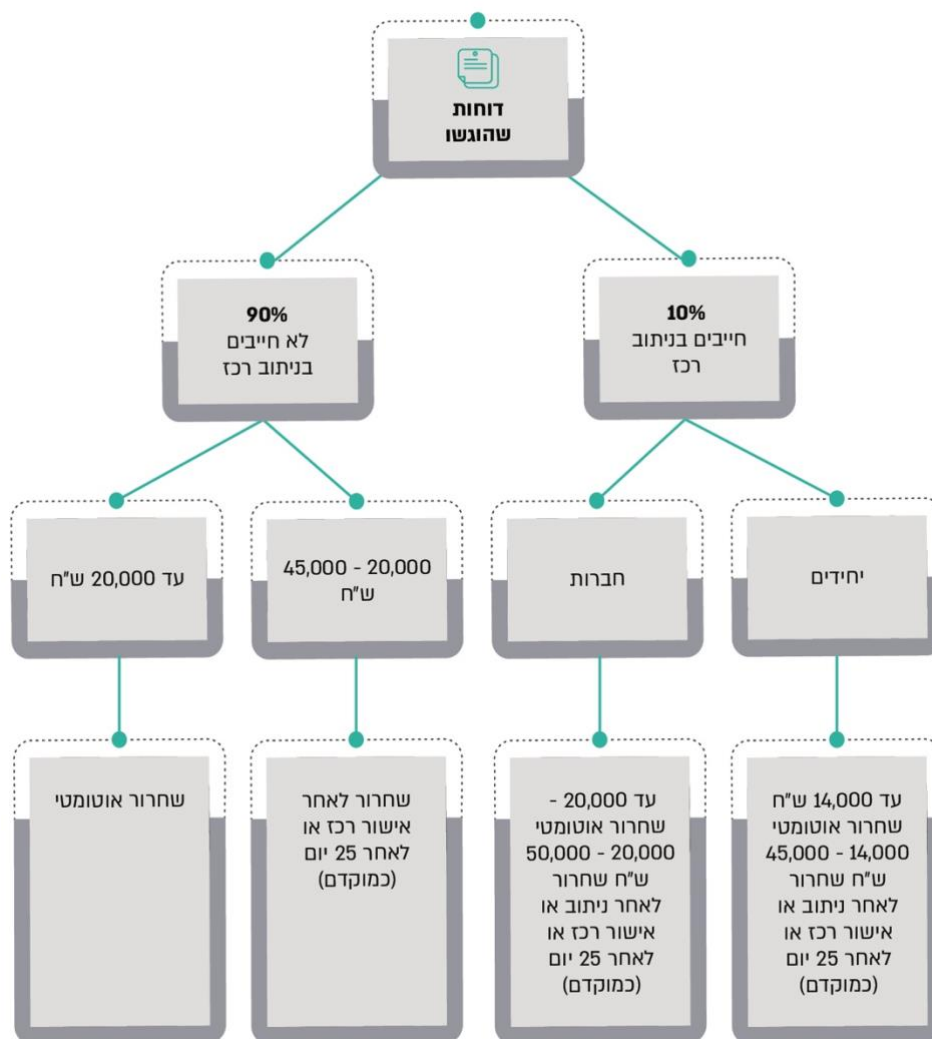 דוחות
שהוגשו
10%
חייבים בניתוב
רכז
90%
לא חייבים
בניתוב רכז
יחידים
חברות
20,000 - 45,000
ש"ח
עד 20,000 ש"ח
עד 14,000 ש"ח
שחרור אוטומטי
14,000 - 45,000
ש"ח שחרור
לאחר ניתוב או
אישור רכז או
לאחר 25 יום
(כמוקדם)
עד 20,000 -
שחרור אוטומטי
20,000 - 50,000
ש"ח שחרור
לאחר ניתוב או
אישור רכז או
לאחר 25 יום
(כמוקדם)
שחרור לאחר
אישור רכז או
לאחר 25 יום
(כמוקדם)
שחרור אוטומטי